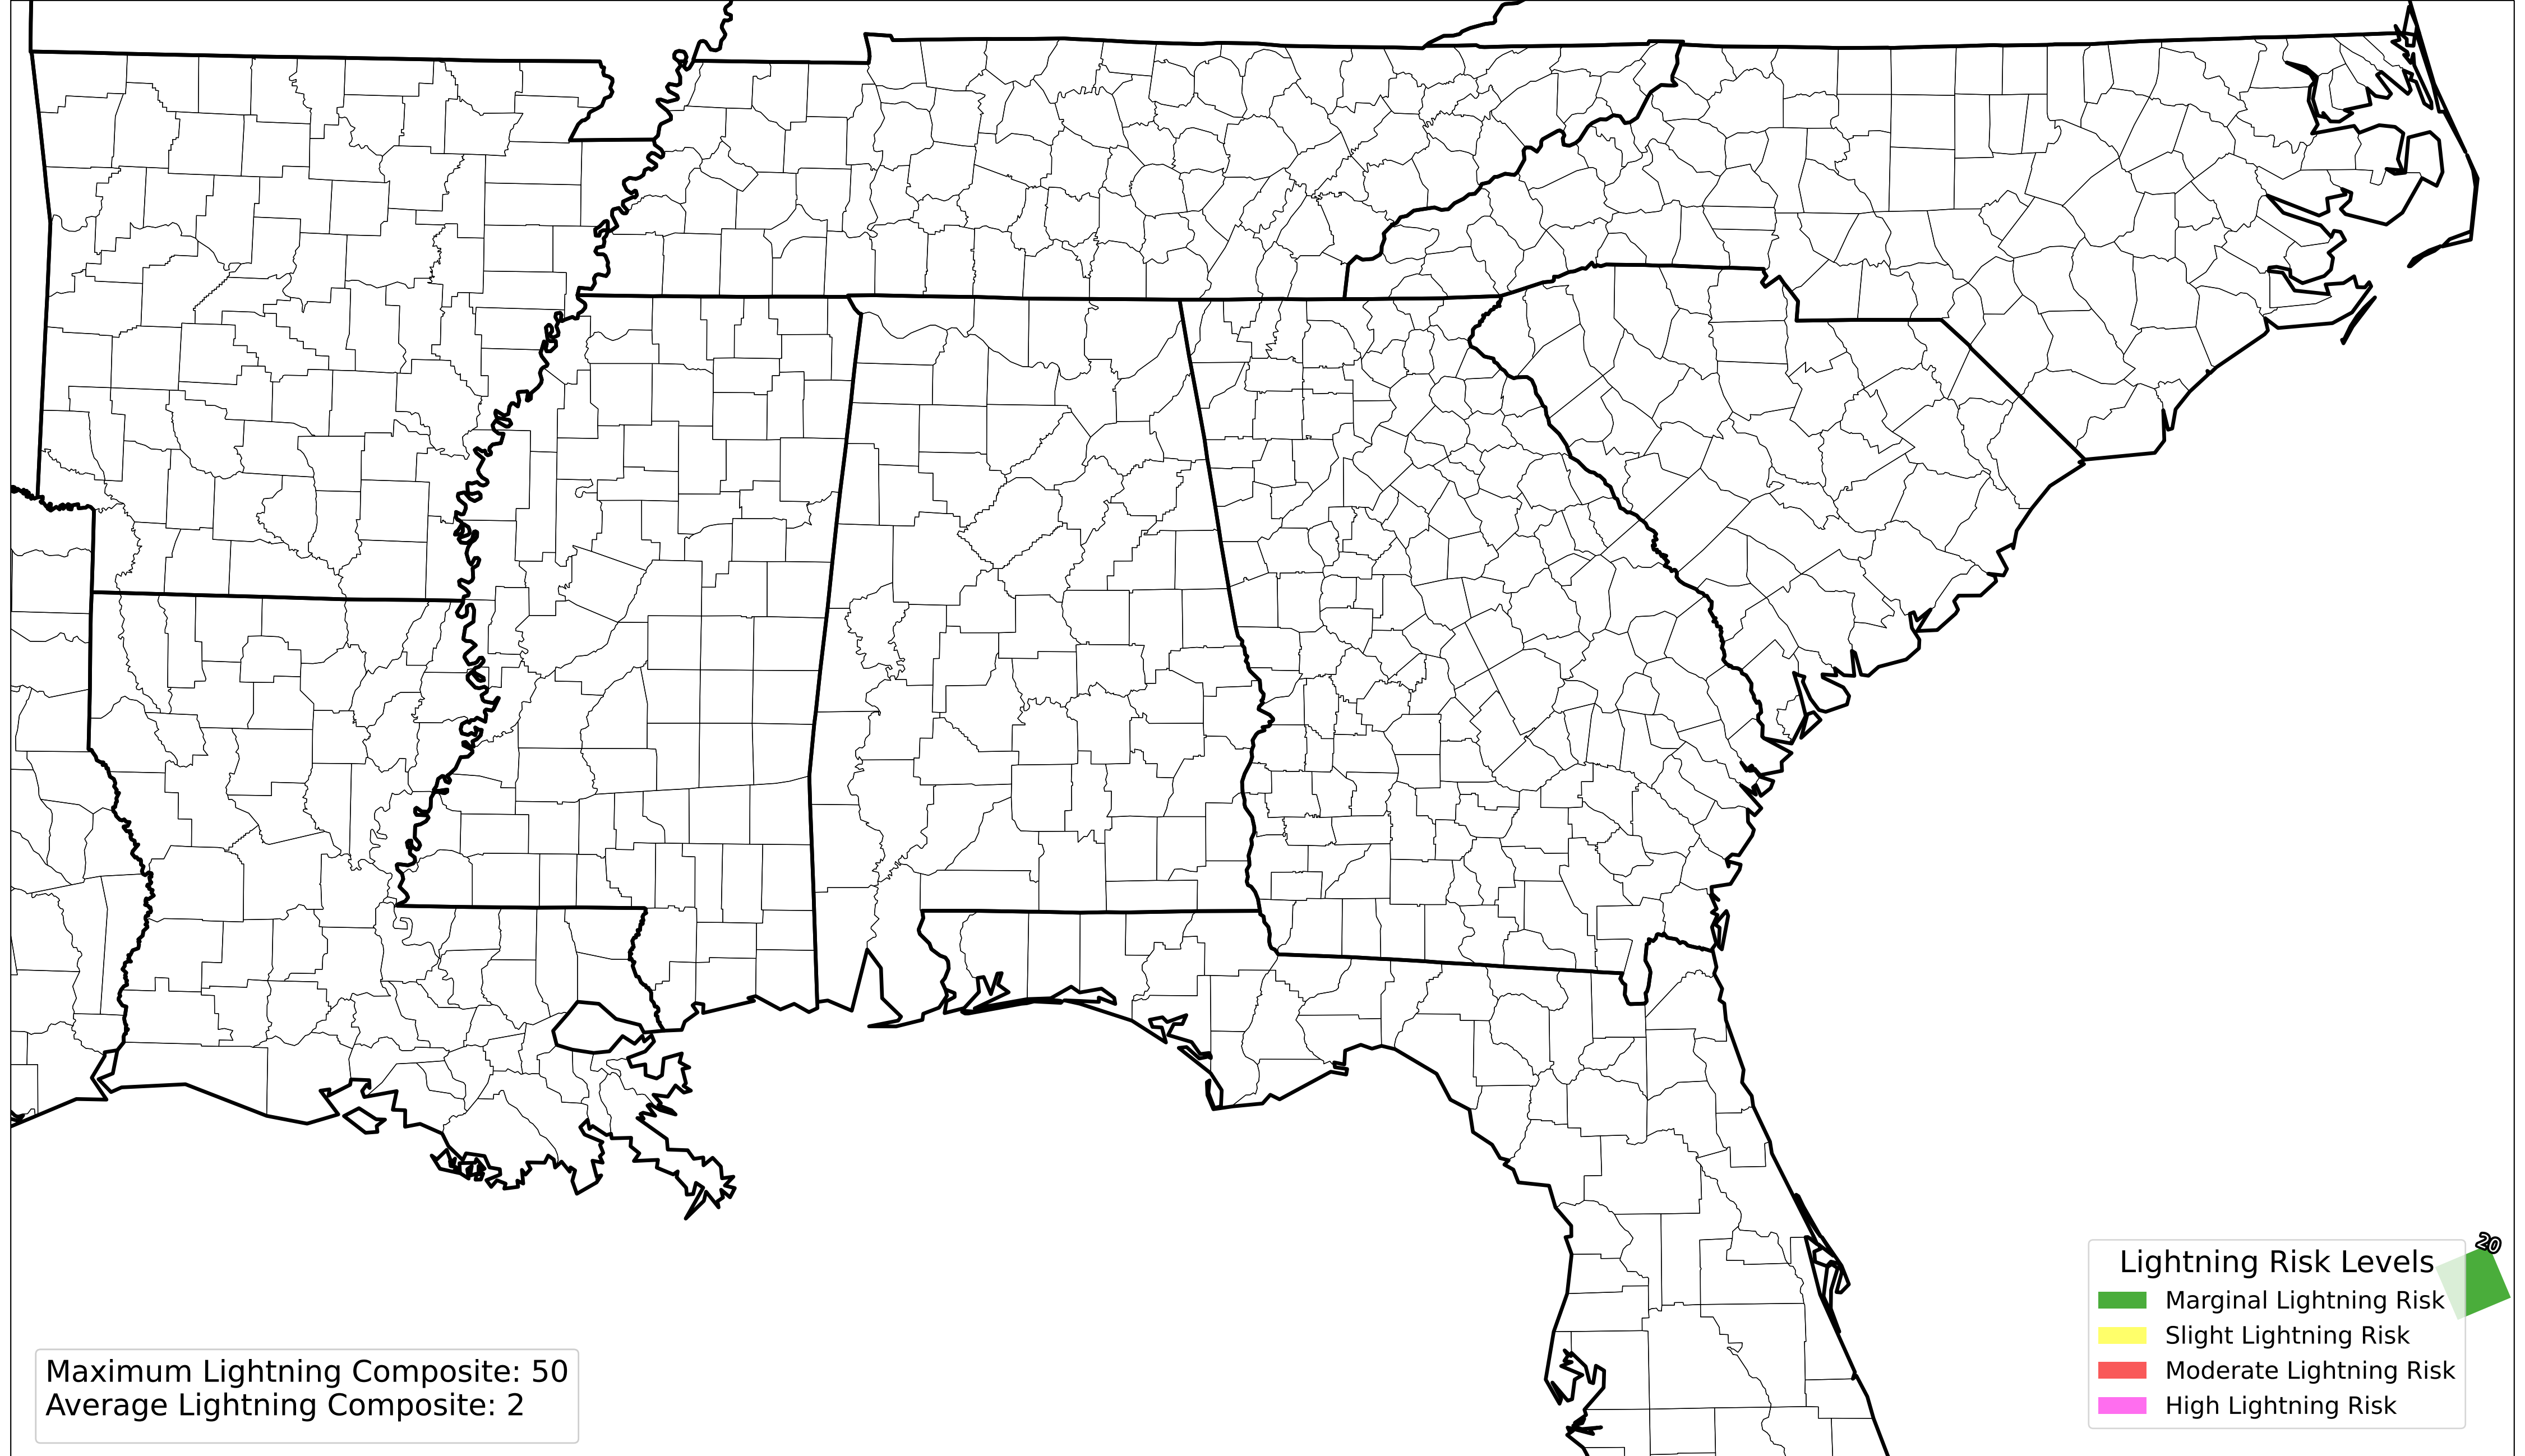 20
Lightning Risk Levels
Marginal Lightning Risk
Slight Lightning Risk
Moderate Lightning Risk
High Lightning Risk
Maximum Lightning Composite: 50
Average Lightning Composite: 2